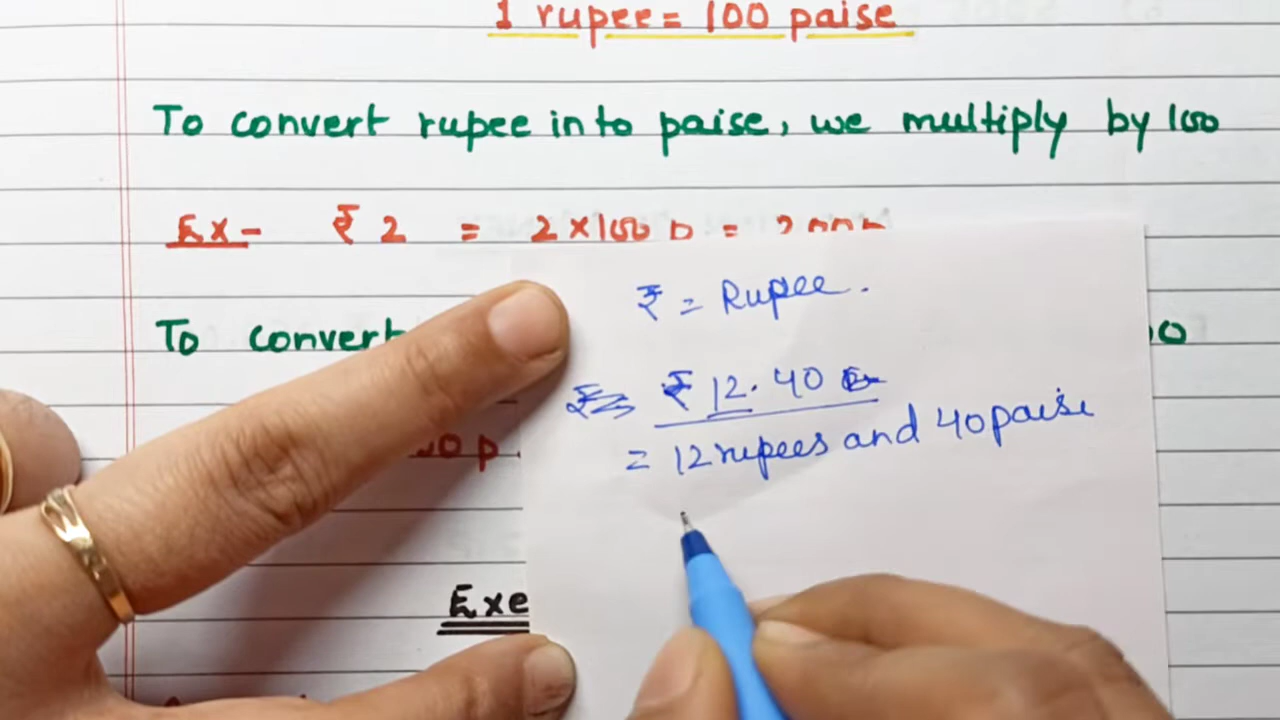 1 rupee = 100 paise
To convert rupee into paise, we multiply by 100
Ex- ₹ 2 = 2×100 p =
To convert
₹ = Rupee.
₹ 12.40
= 12 rupees and 40 paise